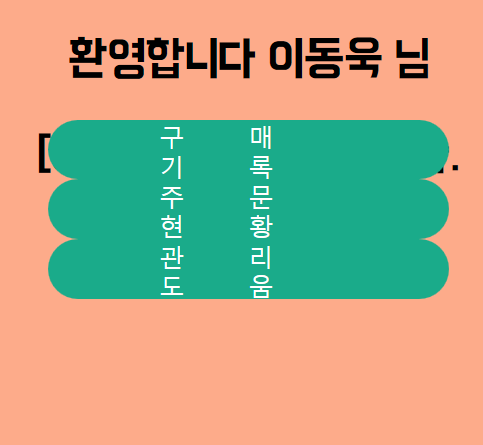 환영합니다 이동욱 님
[ .
구 매
기 록
주 문
현 황
관 리
도 움